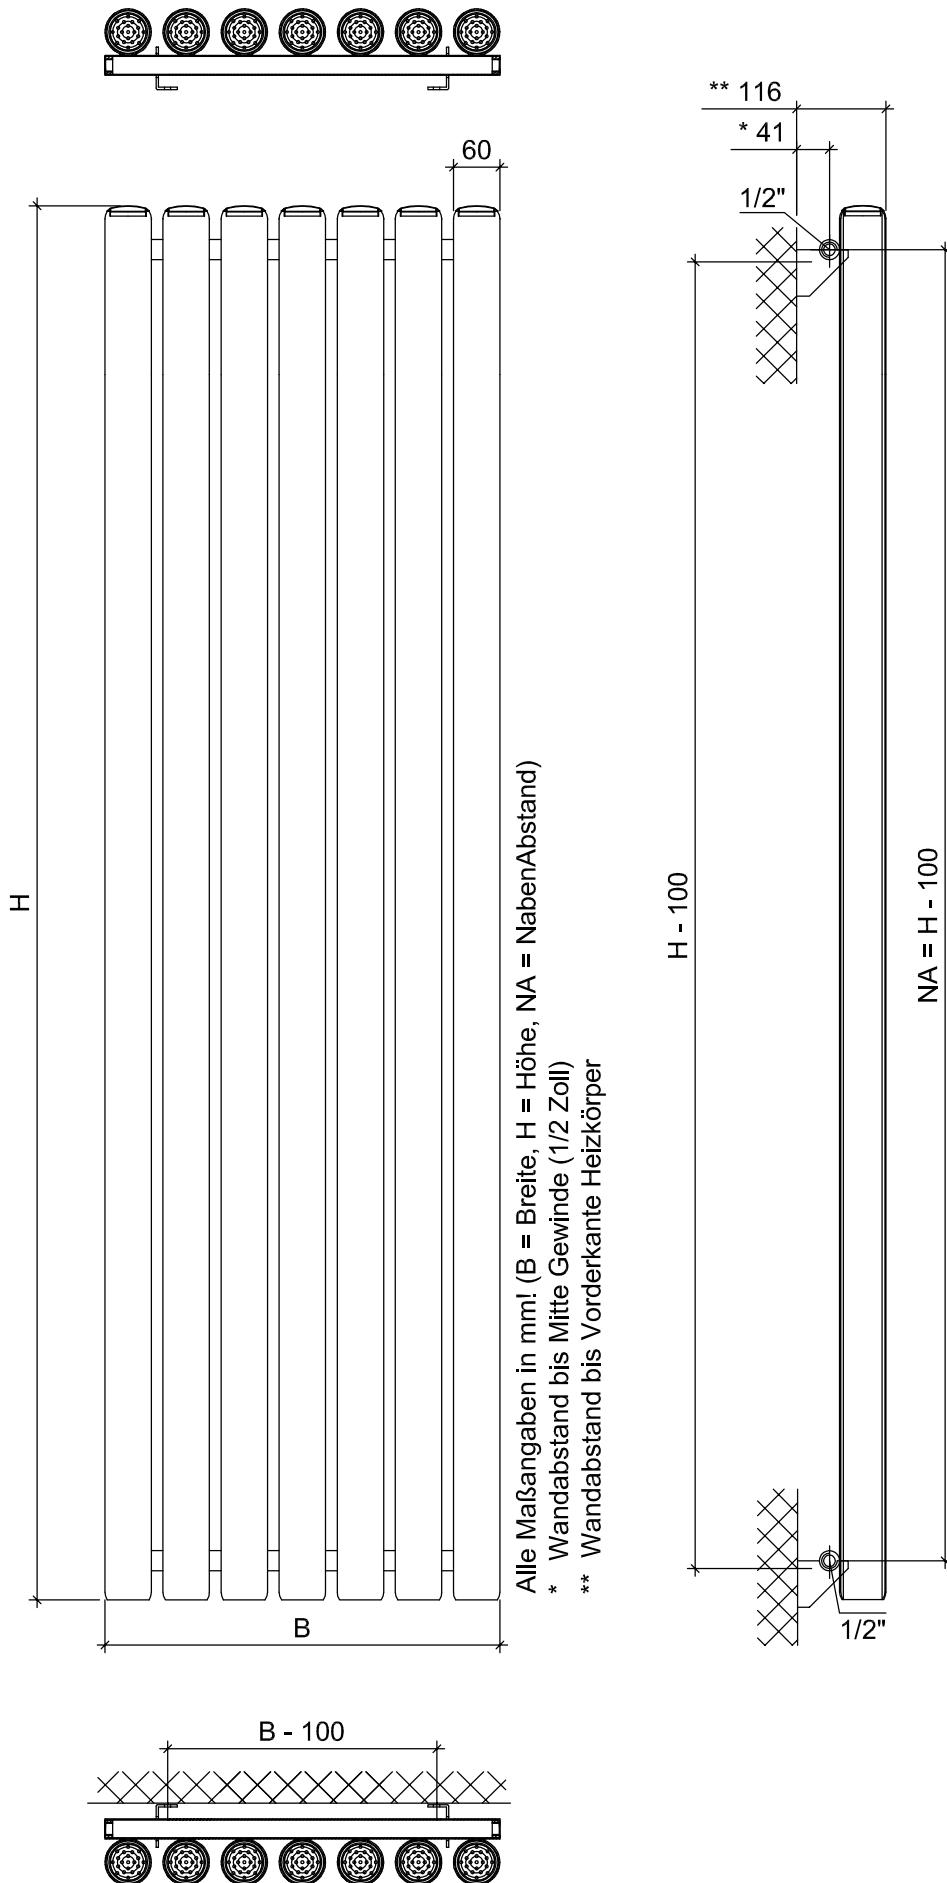 ** 116
* 41
60
1/2"
H
H - 100
NA = H - 100
Alle Maßangaben in mm! (B = Breite, H = Höhe, NA = NabenAbstand)
* Wandabstand bis Mitte Gewinde (1/2 Zoll)
** Wandabstand bis Vorderkante Heizkörper
B
1/2"
B - 100